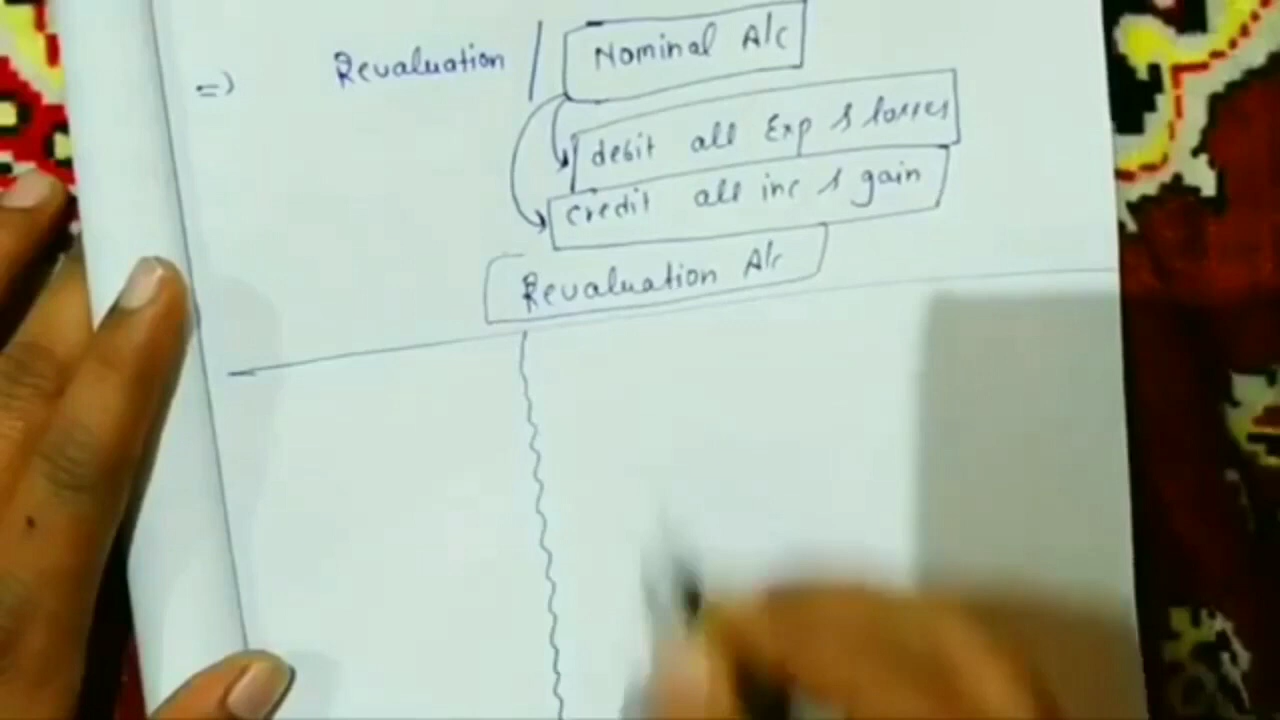 =) Revaluation | Nominal A/c
debit all Exp & losses
credit all inc & gain
Revaluation A/c